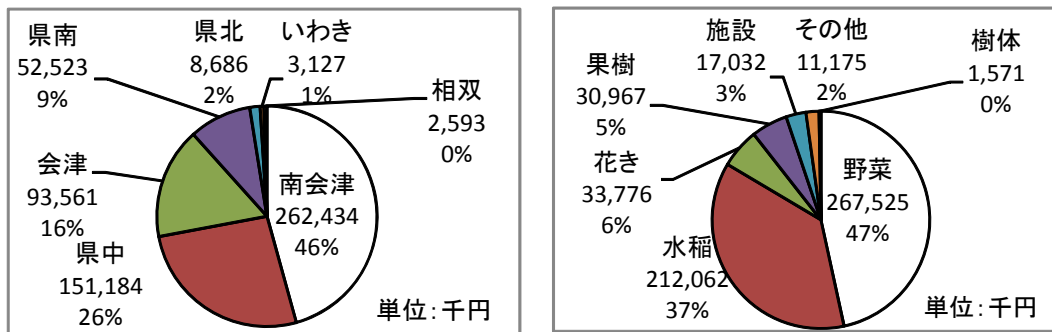 県南
52,523
9%
県北
8,686
2%
いわき
3,127
1%
相双
2,593
0%
会津
93,561
16%
南会津
262,434
46%
県中
151,184
26%
単位：千円
果樹
30,967
5%
施設
17,032
3%
その他
11,175
2%
樹体
1,571
0%
花き
33,776
6%
野菜
267,525
47%
水稲
212,062
37%
単位：千円